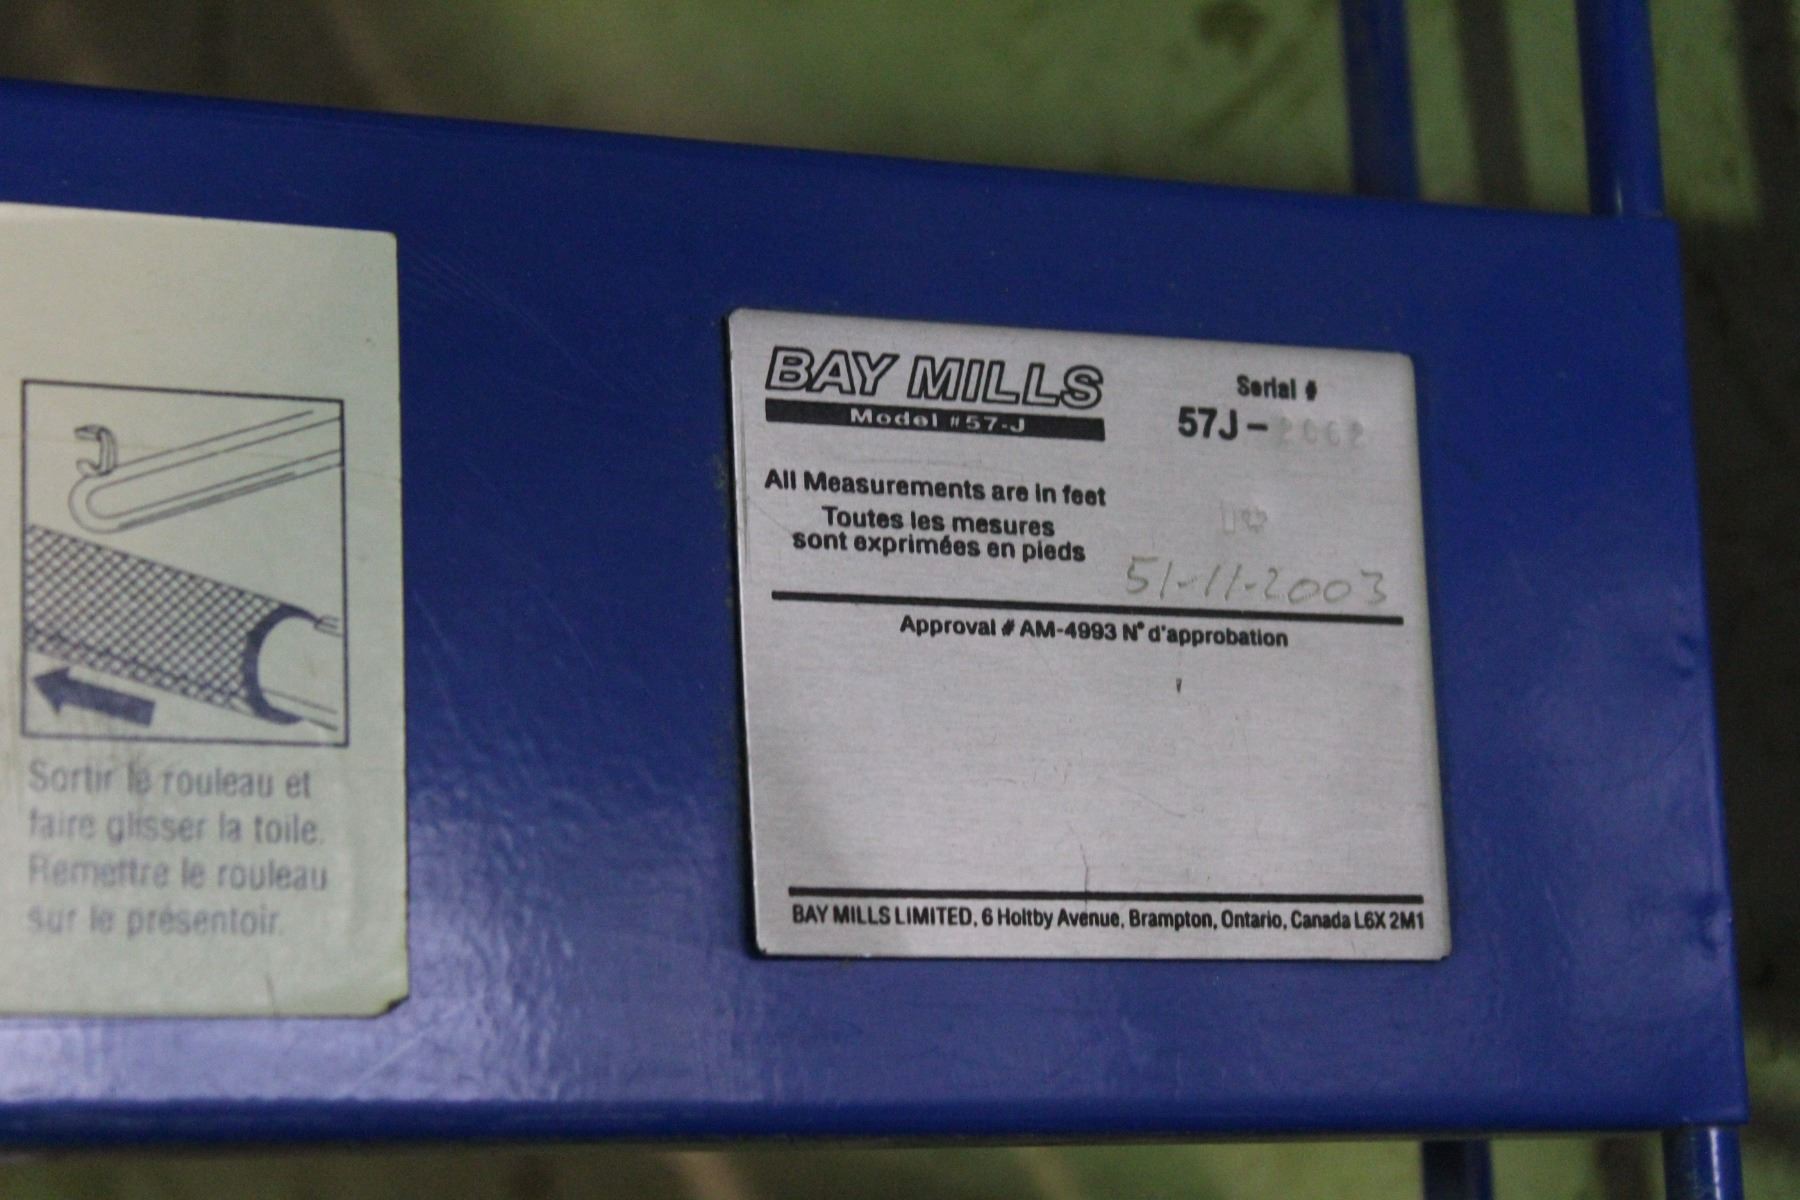 Sortir le rouleau et
faire glisser la toile.
Remettre le rouleau
sur le présentoir.
BAY MILLS
Model #57-J
Serial #
57J-
All Measurements are in feet
Toutes les mesures
sont exprimées en pieds
51-11-2003
Approval # AM-4993 N° d'approbation
BAY MILLS LIMITED, 6 Holtby Avenue, Brampton, Ontario, Canada L6X 2M1